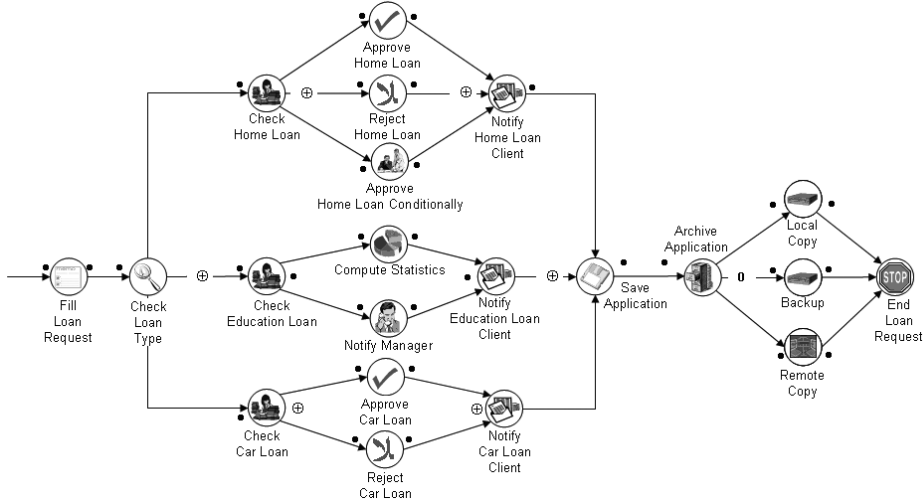 Approve
Home Loan
Check
Home Loan
Reject
Home Loan
Notify
Home Loan
Client
Approve
Home Loan Conditionally
Fill
Loan
Request
Check
Loan
Type
Check
Education Loan
Compute Statistics
Notify Manager
Notify
Education Loan
Client
Check
Car Loan
Approve
Car Loan
Reject
Car Loan
Notify
Car Loan
Client
Save
Application
Archive
Application
0
Local
Copy
Backup
Remote
Copy
STOP
End
Loan
Request